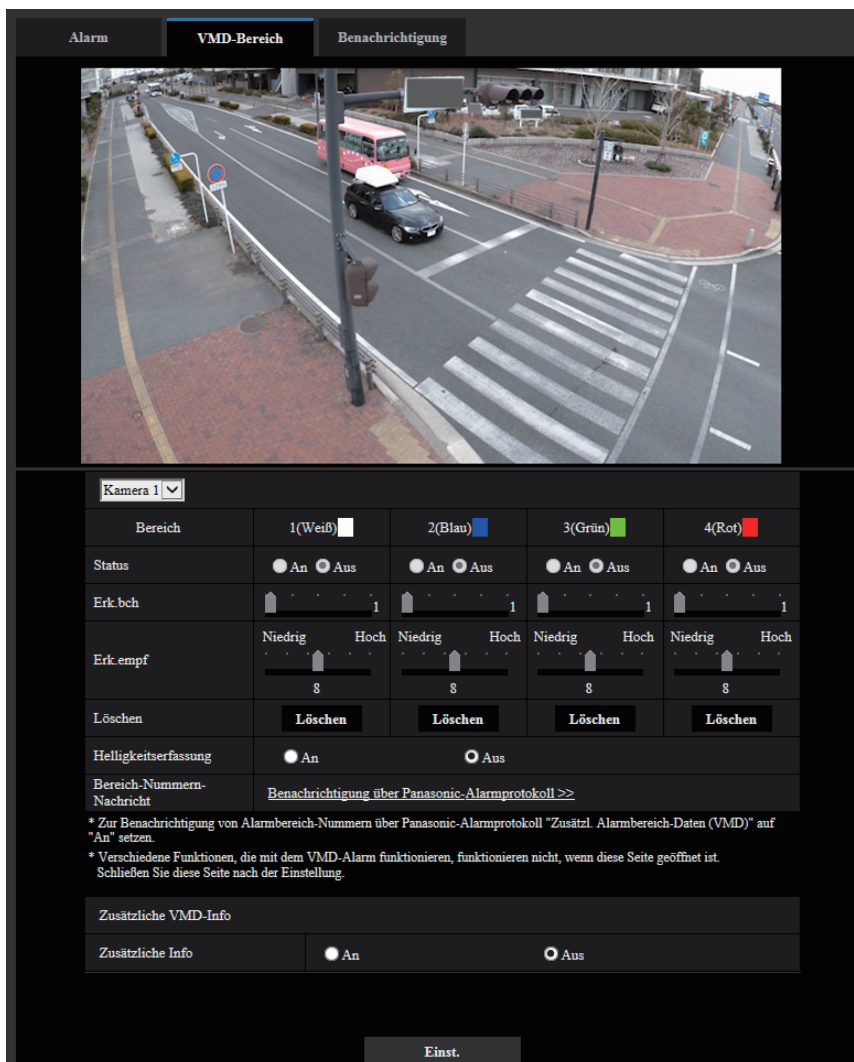 Alarm VMD-Bereich Benachrichtigung
Kamera 1
Bereich 1(Weiß) 2(Blau) 3(Grün) 4(Rot)
Status An Aus An Aus An Aus An Aus
Erk.bch 1 1 1 1
Niedrig Hoch Niedrig Hoch Niedrig Hoch Niedrig Hoch
Erk.empf
8 8 8 8
Löschen Löschen Löschen Löschen Löschen
Helligkeitserfassung An Aus
Bereich-Nummern-
Nachricht
Benachrichtigung über Panasonic-Alarmprotokoll >>
* Zur Benachrichtigung von Alarmbereich-Nummern über Panasonic-Alarmprotokoll "Zusätzl. Alarmbereich-Daten (VMD)" auf
"An" setzen.
* Verschiedene Funktionen, die mit dem VMD-Alarm funktionieren, funktionieren nicht, wenn diese Seite geöffnet ist.
Schließen Sie diese Seite nach der Einstellung.
Zusätzliche VMD-Info
Zusätzliche Info An Aus
Einst.